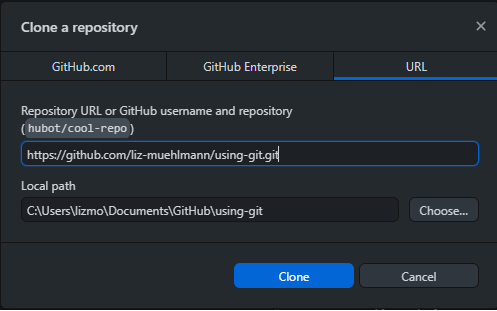 Clone a repository
GitHub.com
GitHub Enterprise
URL
Repository URL or GitHub username and repository
(hubot/cool-repo)
https://github.com/liz-muehlmann/using-git.git
Local path
C:\Users\lizmo\Documents\GitHub\using-git
Choose...
Clone
Cancel